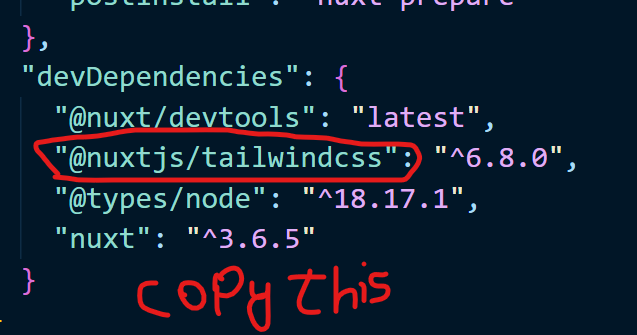 "postinstall": "nuxt prepare"
},
"devDependencies": {
"@nuxt/devtools": "latest",
"@nuxtjs/tailwindcss": "^6.8.0",
"@types/node": "^18.17.1",
"nuxt": "^3.6.5"
}
copy this